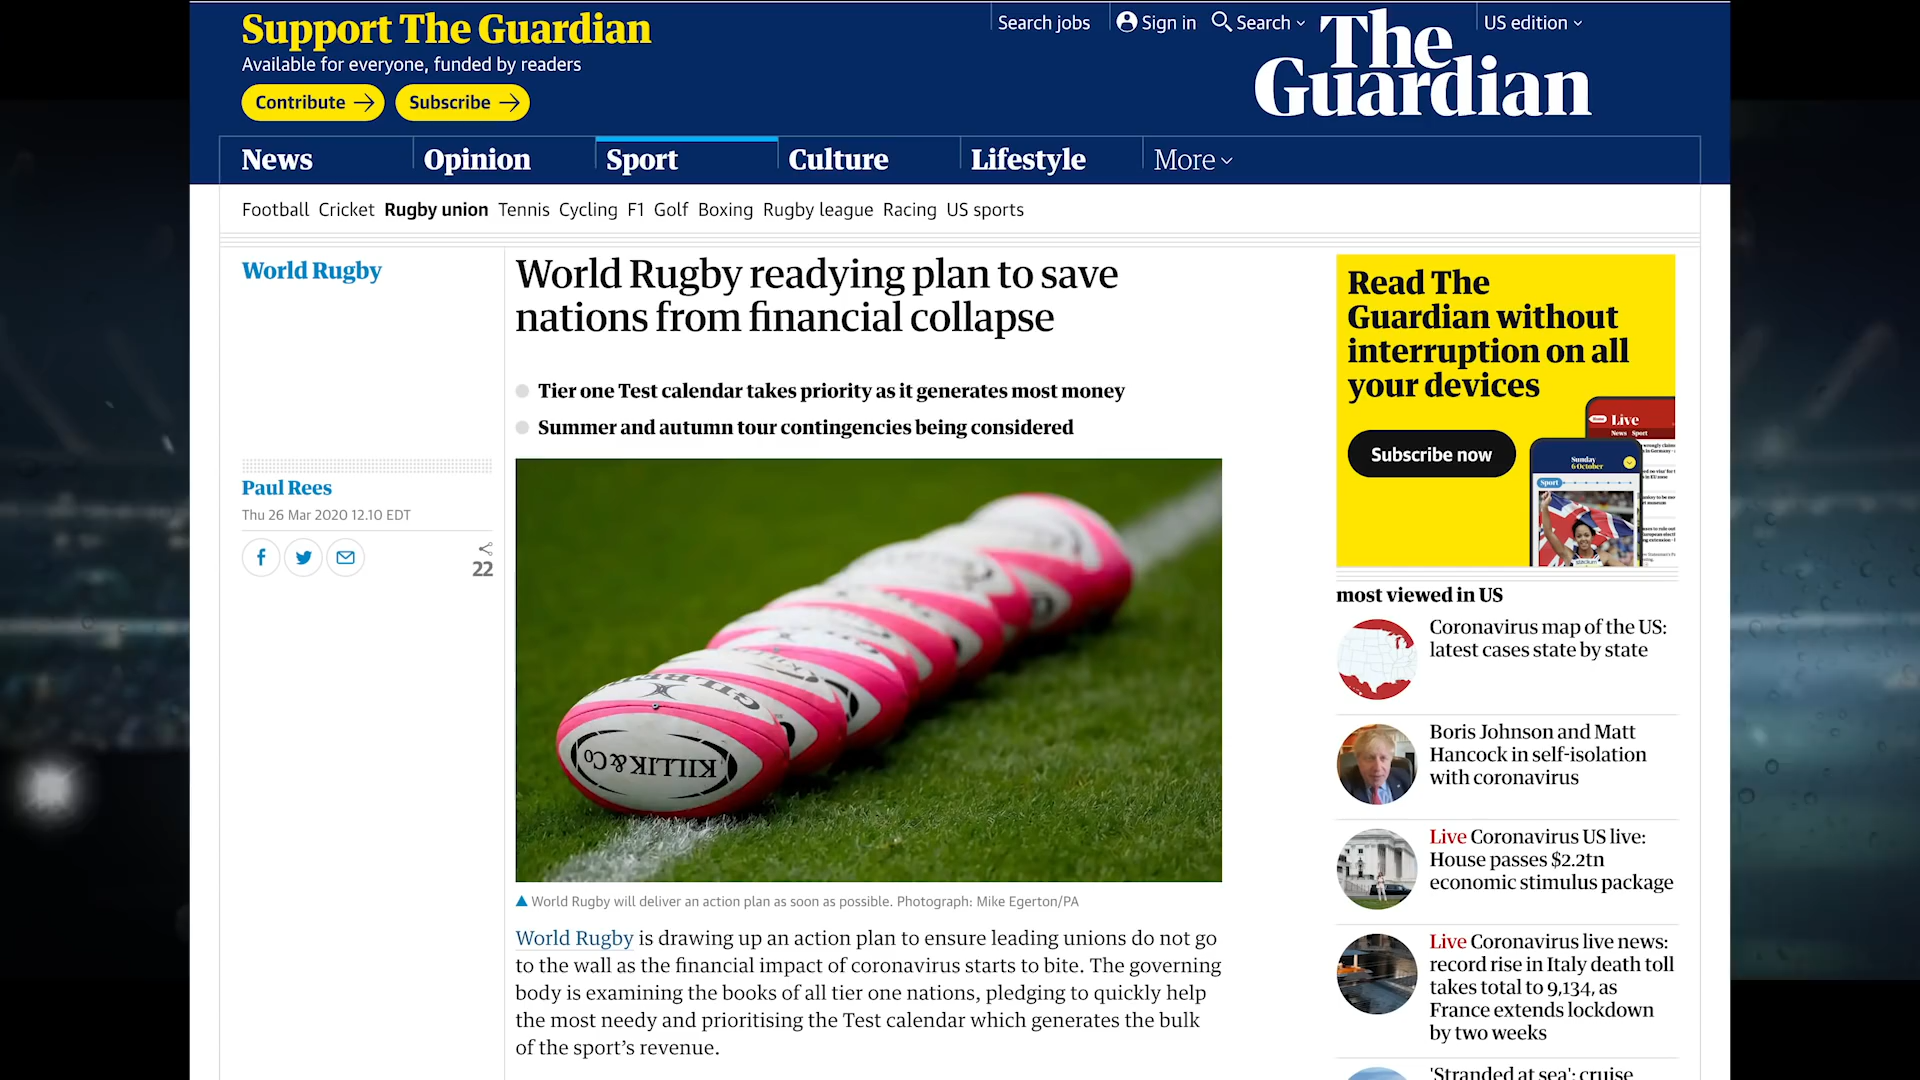 Support The Guardian
Available for everyone, funded by readers
Contribute
Subscribe
Search jobs
Sign in
Search
US edition
The
Guardian
News
Opinion
Sport
Culture
Lifestyle
More
Football Cricket Rugby union Tennis Cycling F1 Golf Boxing Rugby league Racing US sports
World Rugby
Paul Rees
Thu 26 Mar 2020 12.10 EDT
22
World Rugby readying plan to save
nations from financial collapse
Tier one Test calendar takes priority as it generates most money
Summer and autumn tour contingencies being considered
GILBERT
KILLIK&Co
World Rugby will deliver an action plan as soon as possible. Photograph: Mike Egerton/PA
World Rugby is drawing up an action plan to ensure leading unions do not go
to the wall as the financial impact of coronavirus starts to bite. The governing
body is examining the books of all tier one nations, pledging to quickly help
the most needy and prioritising the Test calendar which generates the bulk
of the sport's revenue.
Read The
Guardian without
interruption on all
your devices
Subscribe now
Live
News Sport
Sunday
6 October
Sport
most viewed in US
Coronavirus map of the US:
latest cases state by state
Boris Johnson and Matt
Hancock in self-isolation
with coronavirus
Live Coronavirus US live:
House passes $2.2tn
economic stimulus package
Live Coronavirus live news:
record rise in Italy death toll
takes total to 9,134, as
France extends lockdown
by two weeks
'Stranded at sea': cruise